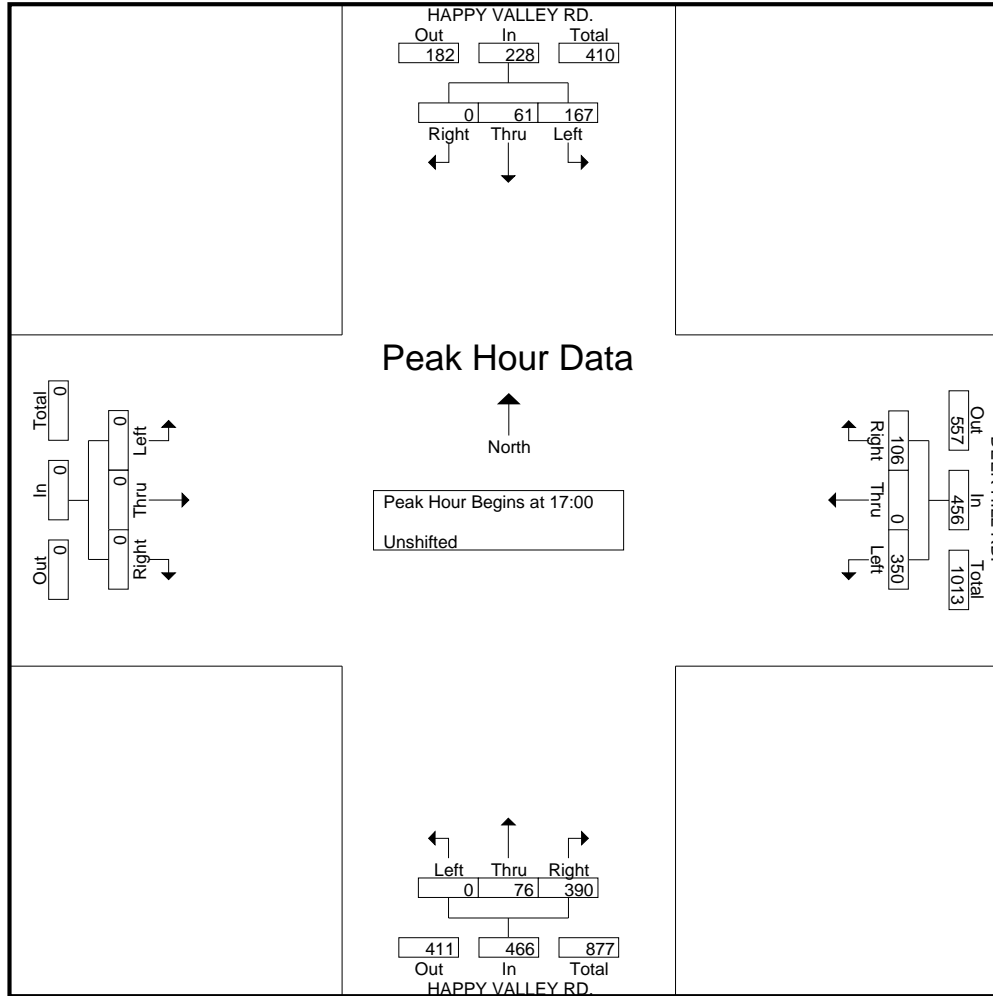 HAPPY VALLEY RD.
Out In Total
182 228 410
0 61 167
Right Thru Left
Peak Hour Data
North
Peak Hour Begins at 17:00
Unshifted
Total In Out
0 0 0
0 0 0
Left Thru Right
Out In Total
557 456 1013
106 0 350
Right Thru Left
Left Thru Right
0 76 390
411 466 877
Out In Total
HAPPY VALLEY RD.